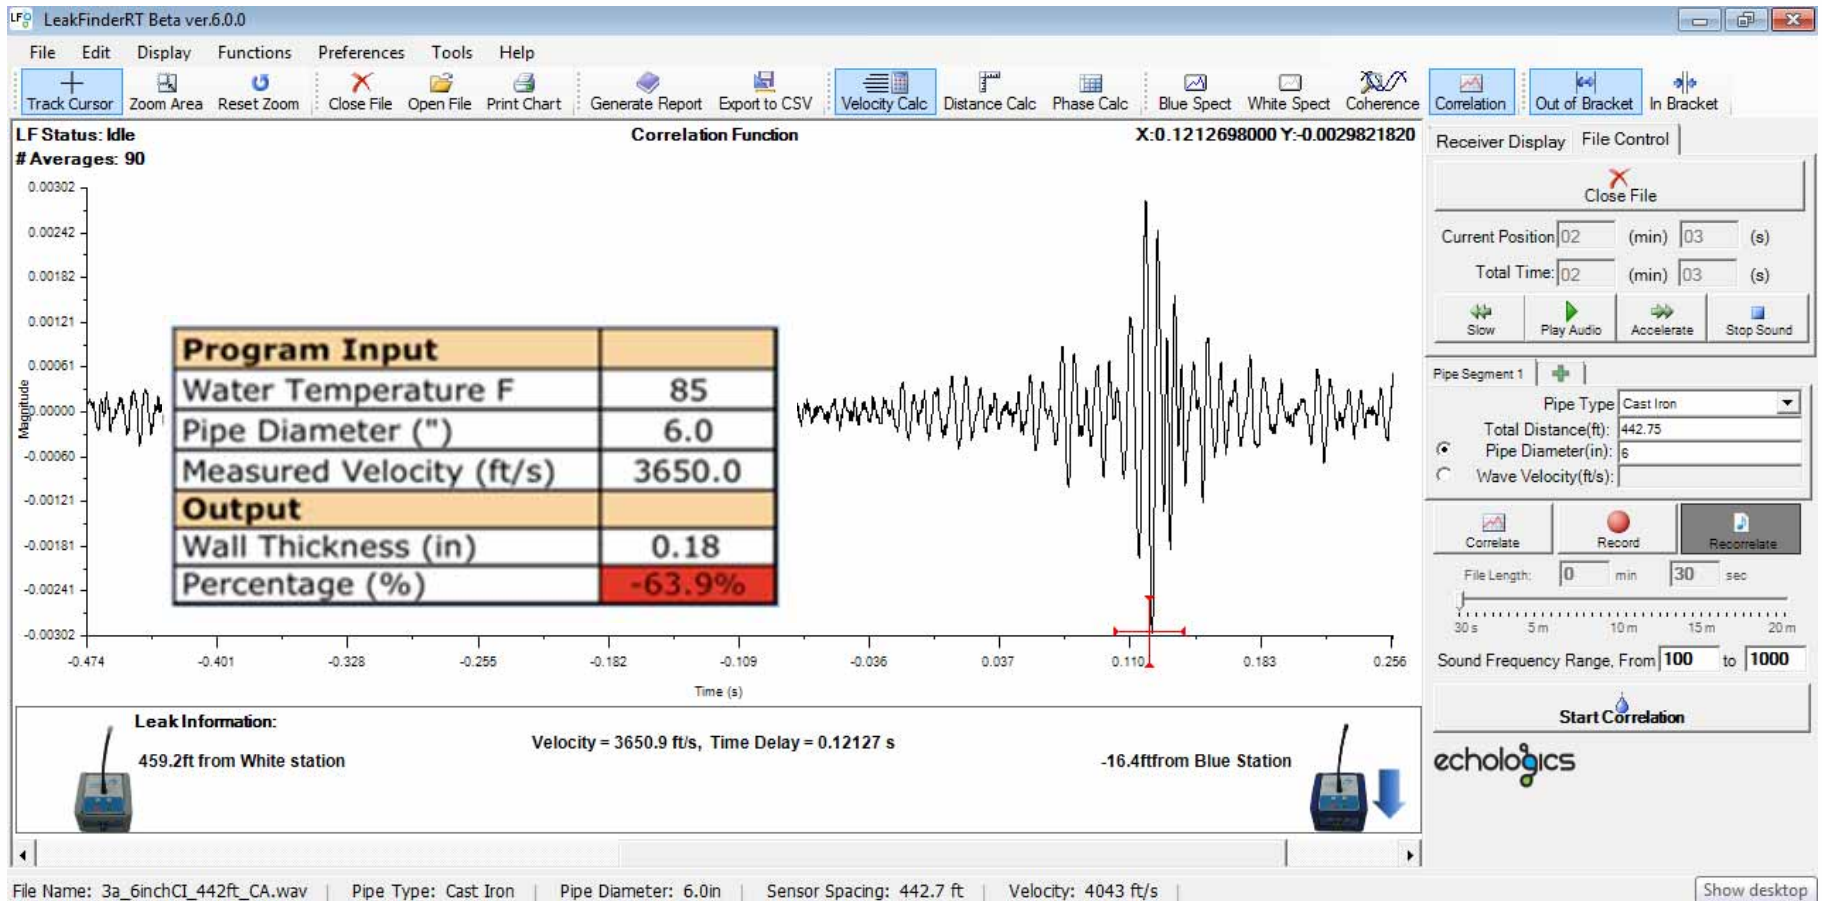 LF LeakFinderRT Beta ver.6.0.0
File Edit Display Functions Preferences Tools Help
Track Cursor Zoom Area Reset Zoom Close File Open File Print Chart Generate Report Export to CSV Velocity Calc Distance Calc Phase Calc Blue Spect White Spect Coherence Correlation Out of Bracket In Bracket
LF Status: Idle Correlation Function X:0.1212698000 Y:-0.0029821820
# Averages: 90
0.00302
0.00242
0.00182
0.00121
0.00061
0.00000
-0.00060
-0.00121
-0.00181
-0.00241
-0.00302
Magnitude
Program Input
Water Temperature F 85
Pipe Diameter (") 6.0
Measured Velocity (ft/s) 3650.0
Output
Wall Thickness (in) 0.18
Percentage (%) -63.9%
-0.474 -0.401 -0.328 -0.255 -0.182 -0.109 -0.036 0.037 0.110 0.183 0.256
Time (s)
Leak Information:
Velocity = 3650.9 ft/s, Time Delay = 0.12127 s
459.2ft from White station -16.4ftfrom Blue Station
Receiver Display File Control
Close File
Current Position 02 (min) 03 (s)
Total Time: 02 (min) 03 (s)
Slow Play Audio Accelerate Stop Sound
Pipe Segment 1
Pipe Type Cast Iron
Total Distance(ft): 442.75
Pipe Diameter(in): 6
Wave Velocity(ft/s):
Correlate Record Recorrelate
File Length: 0 min 30 sec
30 s 5 m 10 m 15 m 20 m
Sound Frequency Range, From 100 to 1000
Start Correlation
echologics
File Name: 3a_6inchCI_442ft_CA.wav | Pipe Type: Cast Iron | Pipe Diameter: 6.0in | Sensor Spacing: 442.7 ft | Velocity: 4043 ft/s |
Show desktop